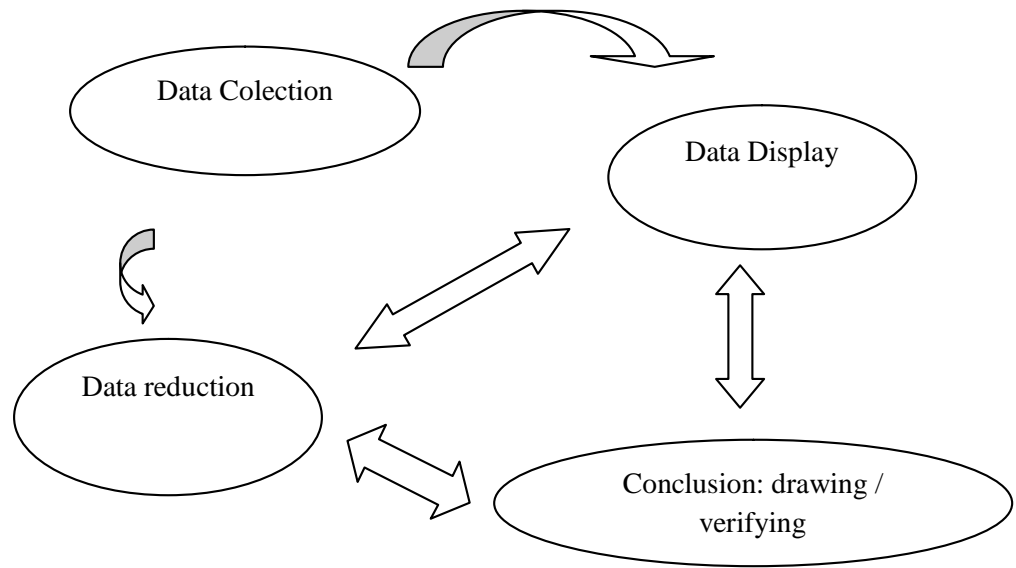 Data Colection
Data Display
Data reduction
Conclusion: drawing /
verifying